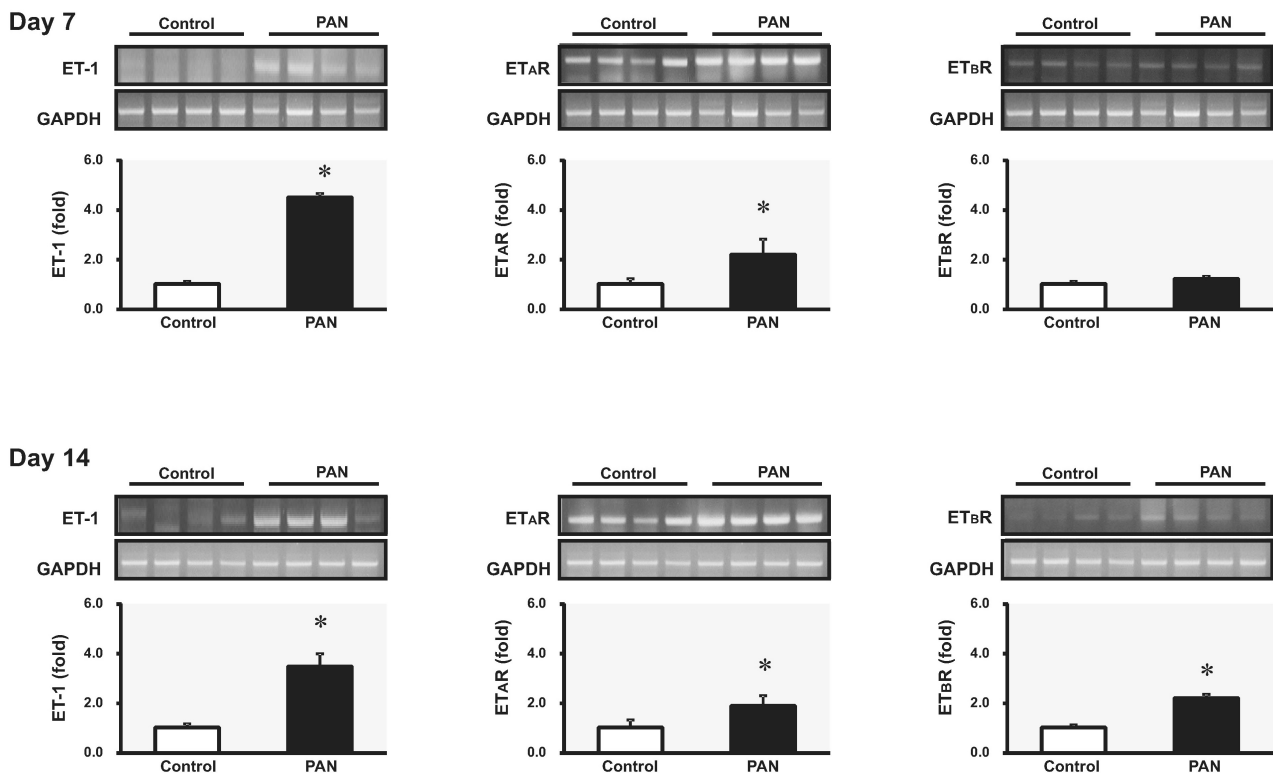 Day 7
Control PAN Control PAN Control PAN
ET-1 ETAR ETBR
GAPDH GAPDH GAPDH
6.0 * 6.0 6.0
4.0 4.0 * 4.0
2.0 2.0 2.0
0.0 0.0 0.0
ET-1 (fold) ETAR (fold) ETBR (fold)
Control PAN Control PAN Control PAN
Day 14
Control PAN Control PAN Control PAN
ET-1 ETAR ETBR
GAPDH GAPDH GAPDH
6.0 * 6.0 6.0
4.0 4.0 * 4.0 *
2.0 2.0 2.0
0.0 0.0 0.0
ET-1 (fold) ETAR (fold) ETBR (fold)
Control PAN Control PAN Control PAN